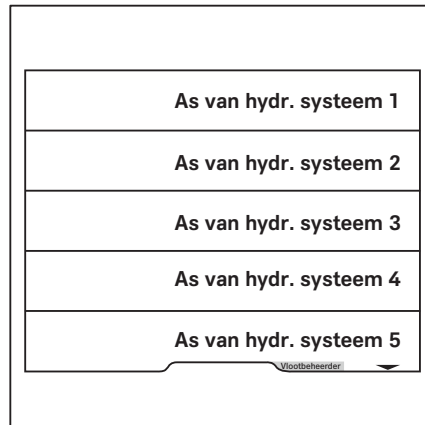 As van hydr. systeem 1
As van hydr. systeem 2
As van hydr. systeem 3
As van hydr. systeem 4
As van hydr. systeem 5
Vlootbeheerder